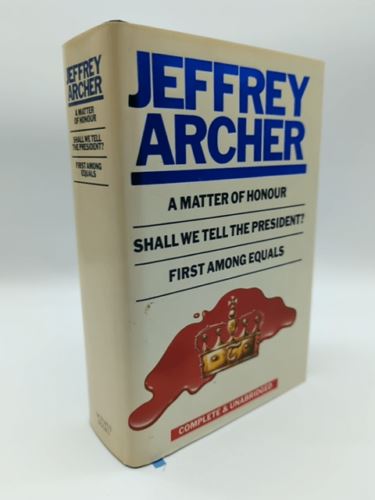 JEFFREY
ARCHER
A MATTER
OF HONOUR
SHALL WE TELL
THE PRESIDENT?
FIRST AMONG
EQUALS
JEFFREY
ARCHER
A MATTER OF HONOUR
SHALL WE TELL THE PRESIDENT?
FIRST AMONG EQUALS
COMPLETE & UNABRIDGED